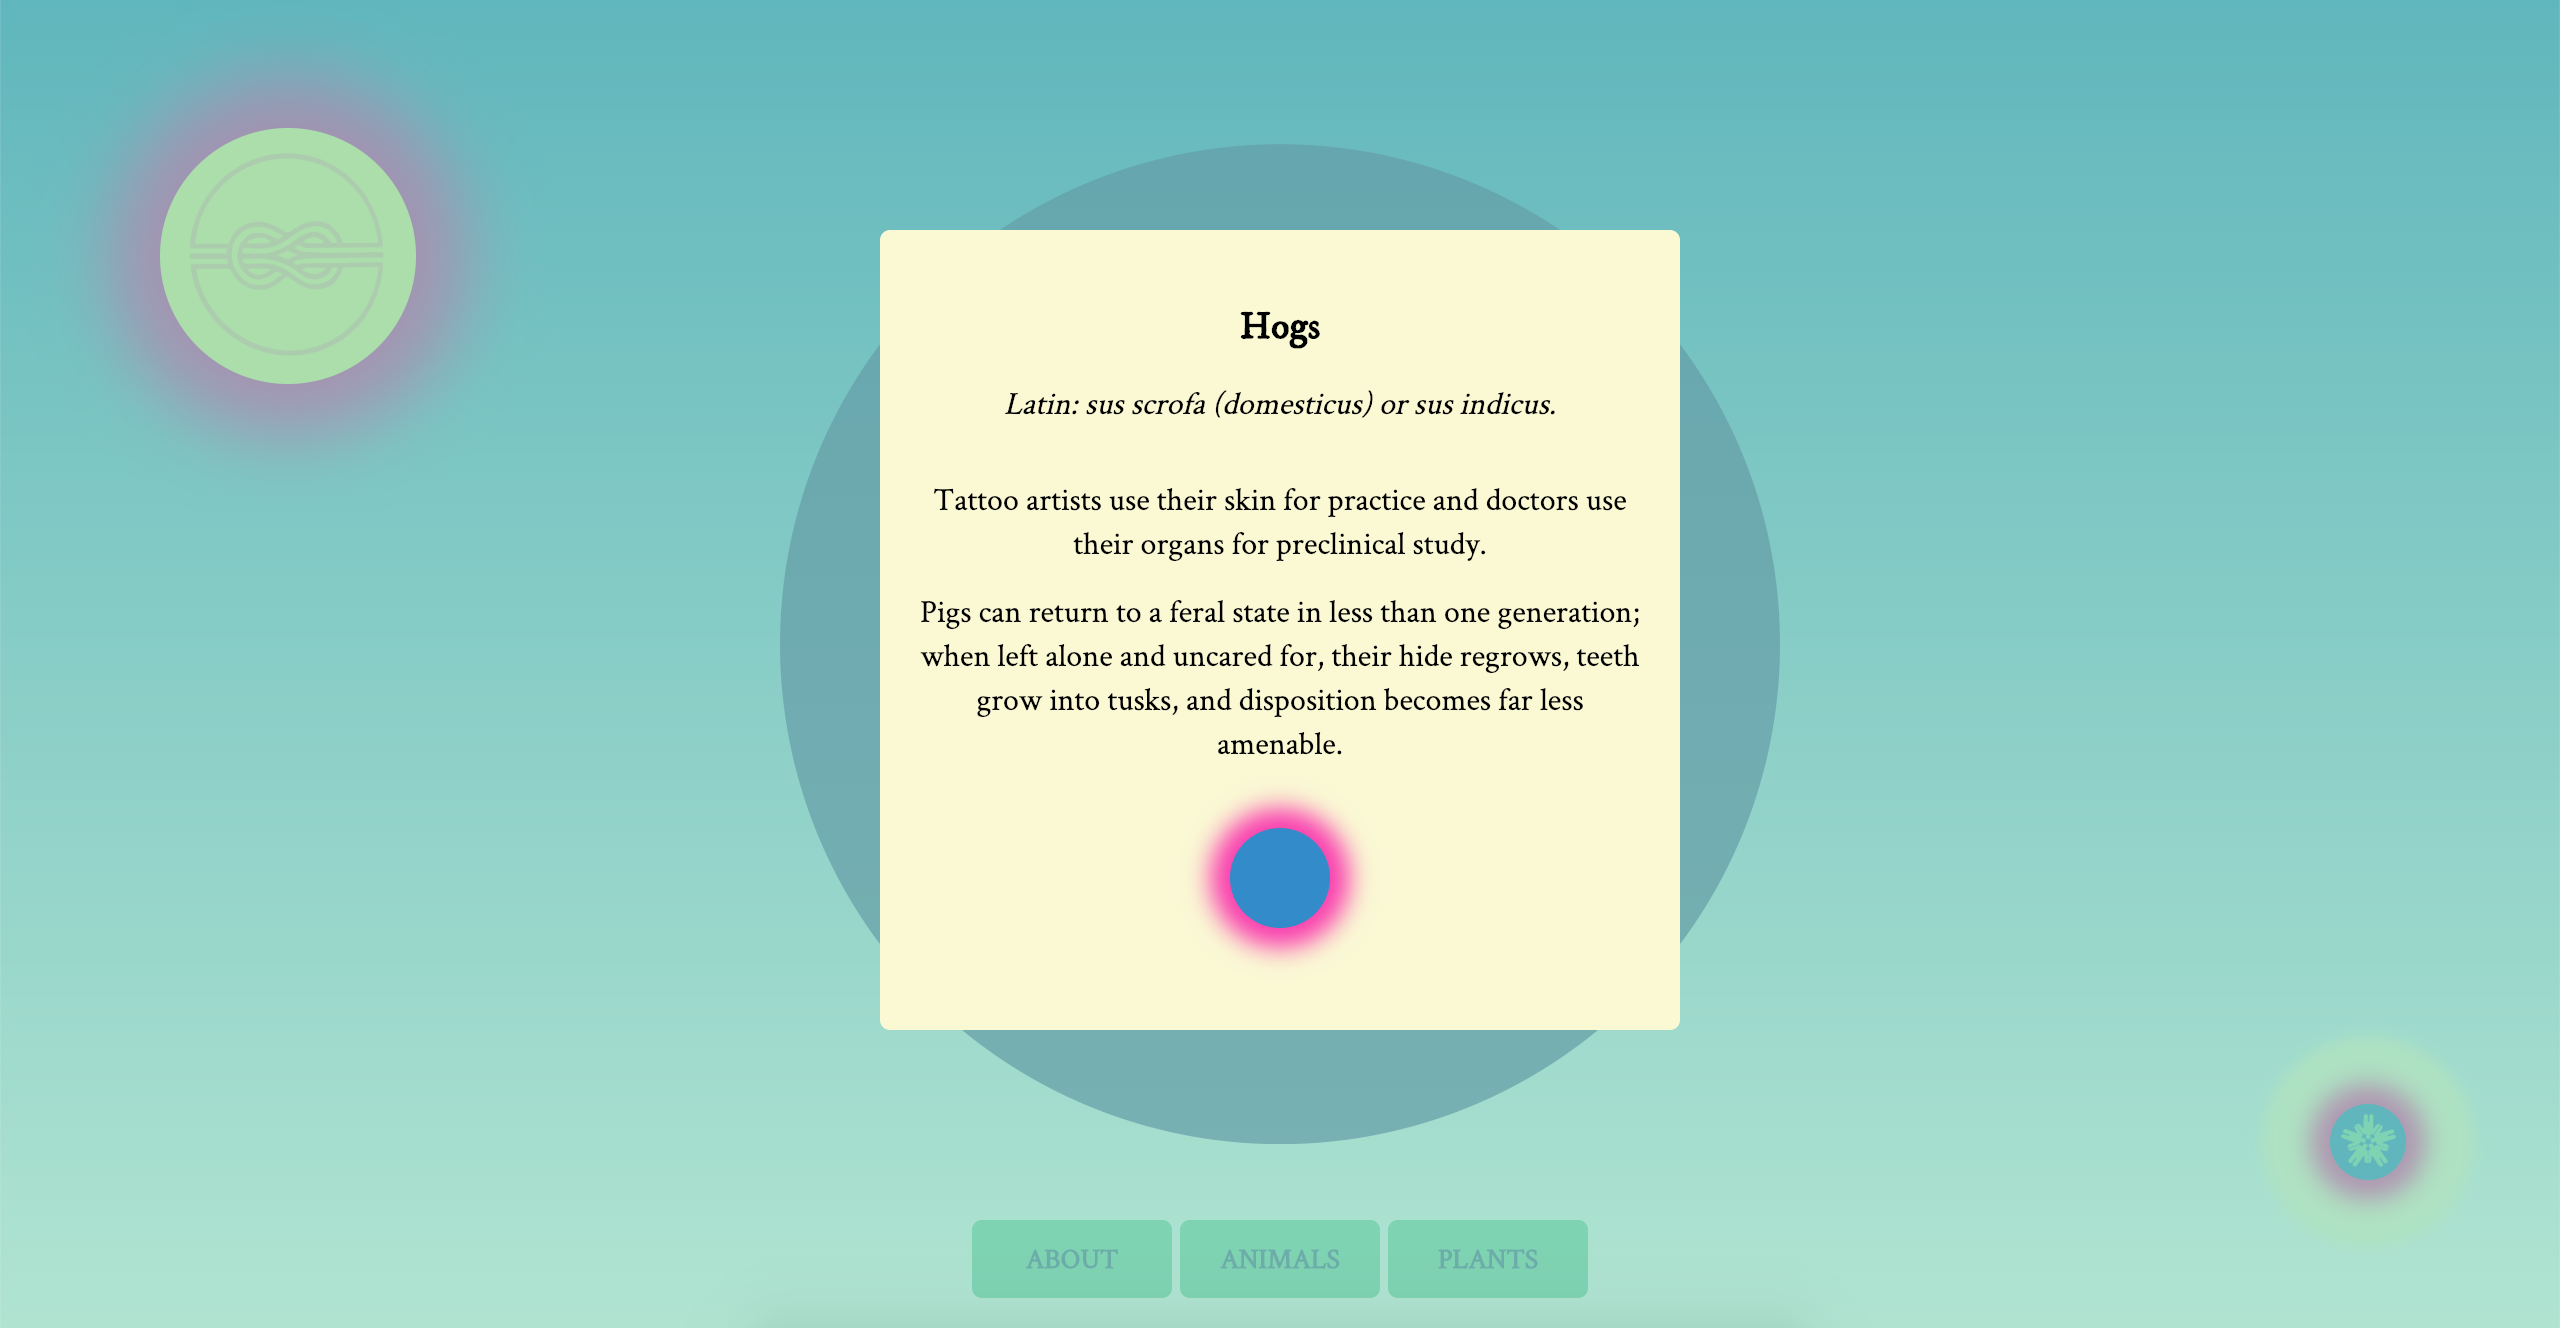 Hogs
Latin: sus scrofa (domesticus) or sus indicus.
Tattoo artists use their skin for practice and doctors use
their organs for preclinical study.
Pigs can return to a feral state in less than one generation;
when left alone and uncared for, their hide regrows, teeth
grow into tusks, and disposition becomes far less
amenable.
ABOUT
ANIMALS
PLANTS